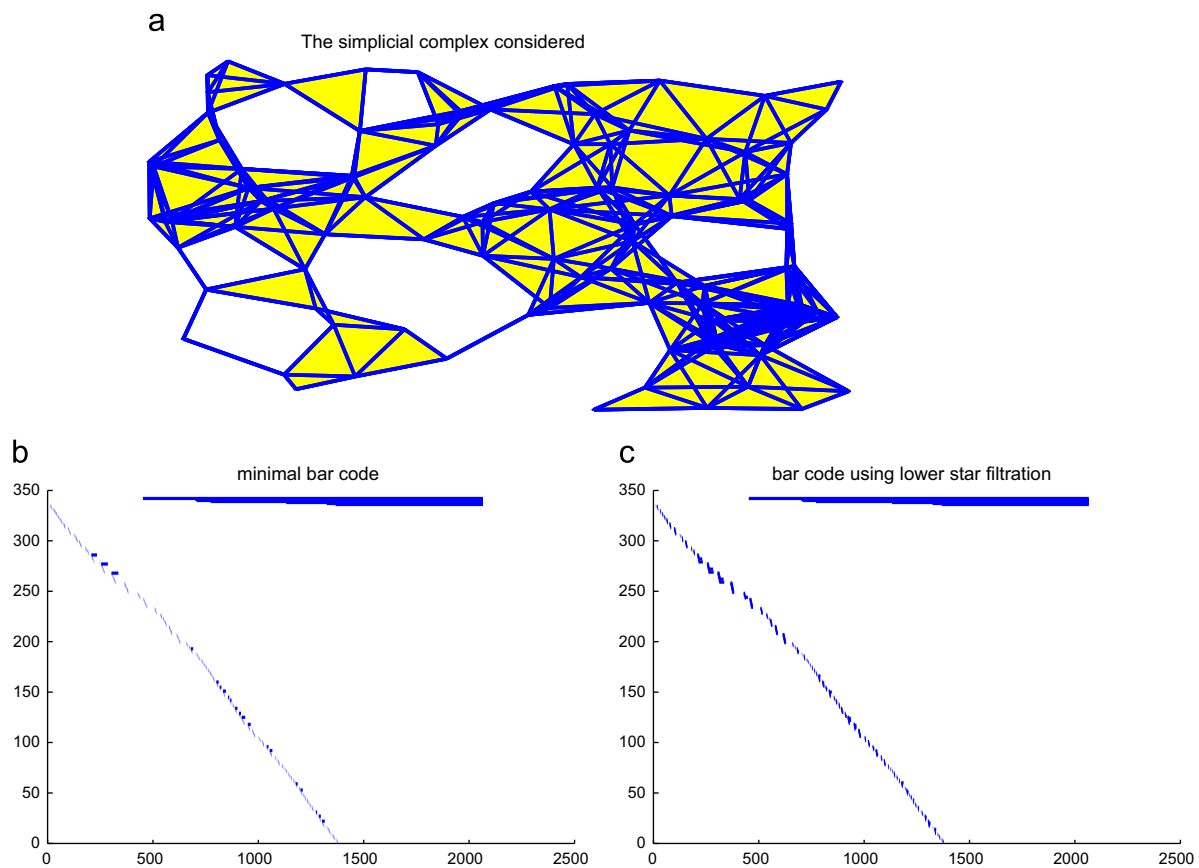 a
The simplicial complex considered
b
minimal bar code
350
300
250
200
150
100
50
0
0 500 1000 1500 2000 2500
c
bar code using lower star filtration
350
300
250
200
150
100
50
0
0 500 1000 1500 2000 2500